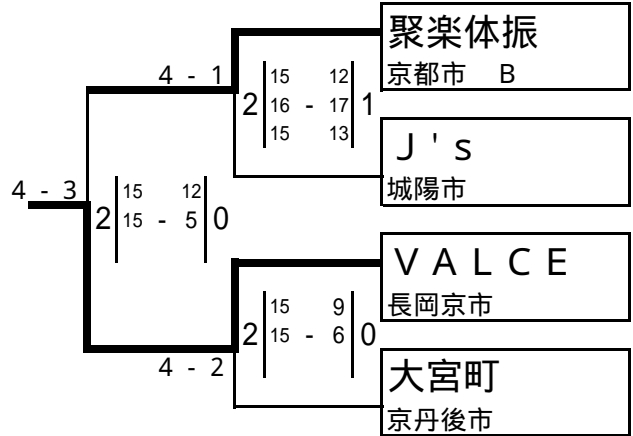 聚楽体振
京都市 B
4 - 1
2 15 12 1
16 - 17
15 13
J's
城陽市
4 - 3
2 15 12 0
15 - 5
VALCE
長岡京市
2 15 9 0
15 - 6
4 - 2
大宮町
京丹後市